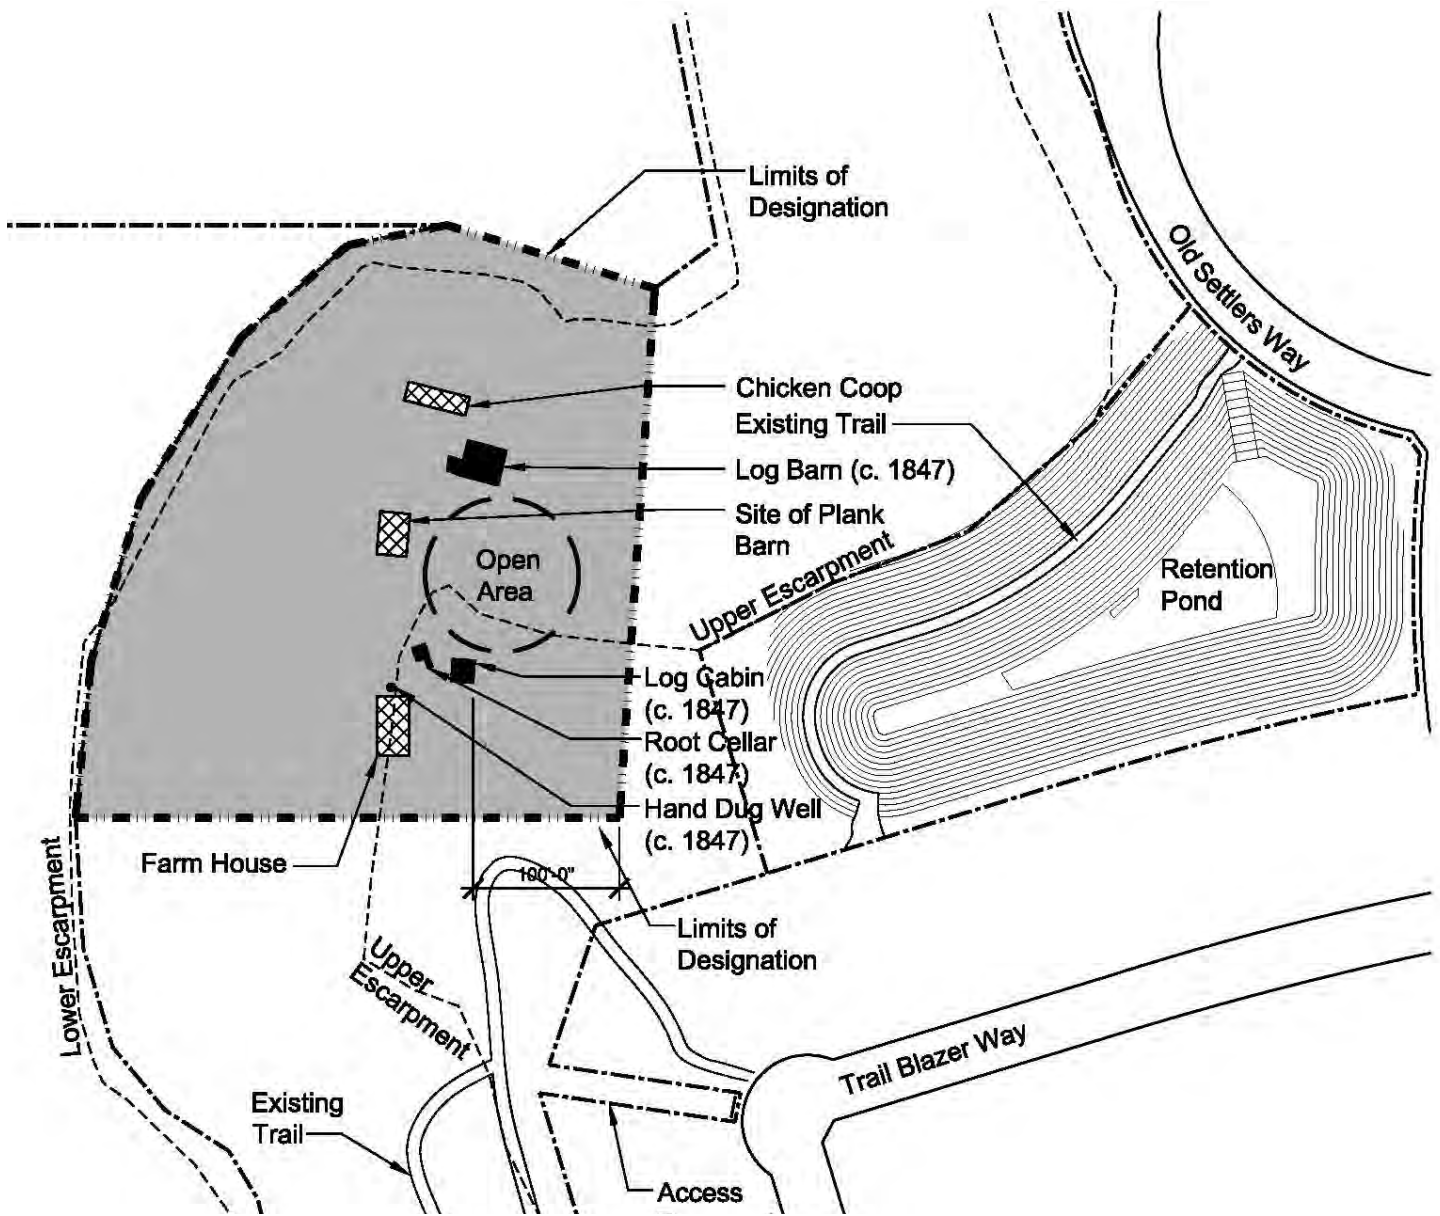 Limits of
Designation
Old Settlers Way
Chicken Coop
Existing Trail
Log Barn (c. 1847)
Site of Plank
Barn
Open
Area
Upper Escarpment
Retention
Pond
Log Cabin
(c. 1847)
Root Cellar
(c. 1847)
Hand Dug Well
(c. 1847)
Farm House
100'-0"
Lower Escarpment
Limits of
Designation
Upper
Escarpment
Trail Blazer Way
Existing
Trail
Access